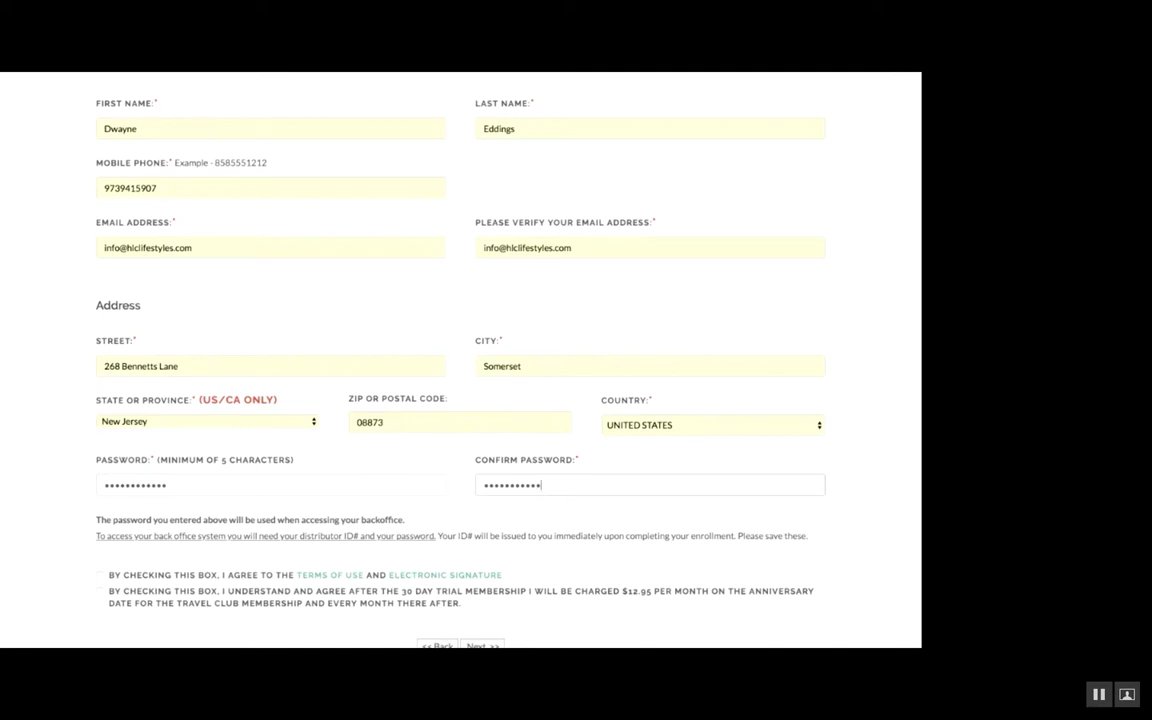 FIRST NAME:* LAST NAME:*
Dwayne Eddings
MOBILE PHONE:* Example - 8585551212
9739415907
EMAIL ADDRESS:* PLEASE VERIFY YOUR EMAIL ADDRESS:*
info@hlclifestyles.com info@hlclifestyles.com
Address
STREET:* CITY:*
268 Bennetts Lane Somerset
STATE OR PROVINCE:* (US/CA ONLY) ZIP OR POSTAL CODE: COUNTRY:*
New Jersey 08873 UNITED STATES
PASSWORD:* (MINIMUM OF 5 CHARACTERS) CONFIRM PASSWORD:*
•••••••••••• •••••••••••
The password you entered above will be used when accessing your backoffice.
To access your back office system you will need your distributor ID# and your password. Your ID# will be issued to you immediately upon completing your enrollment. Please save these.
BY CHECKING THIS BOX, I AGREE TO THE TERMS OF USE AND ELECTRONIC SIGNATURE
BY CHECKING THIS BOX, I UNDERSTAND AND AGREE AFTER THE 30 DAY TRIAL MEMBERSHIP I WILL BE CHARGED $12.95 PER MONTH ON THE ANNIVERSARY
DATE FOR THE TRAVEL CLUB MEMBERSHIP AND EVERY MONTH THERE AFTER.
<< Back Next >>